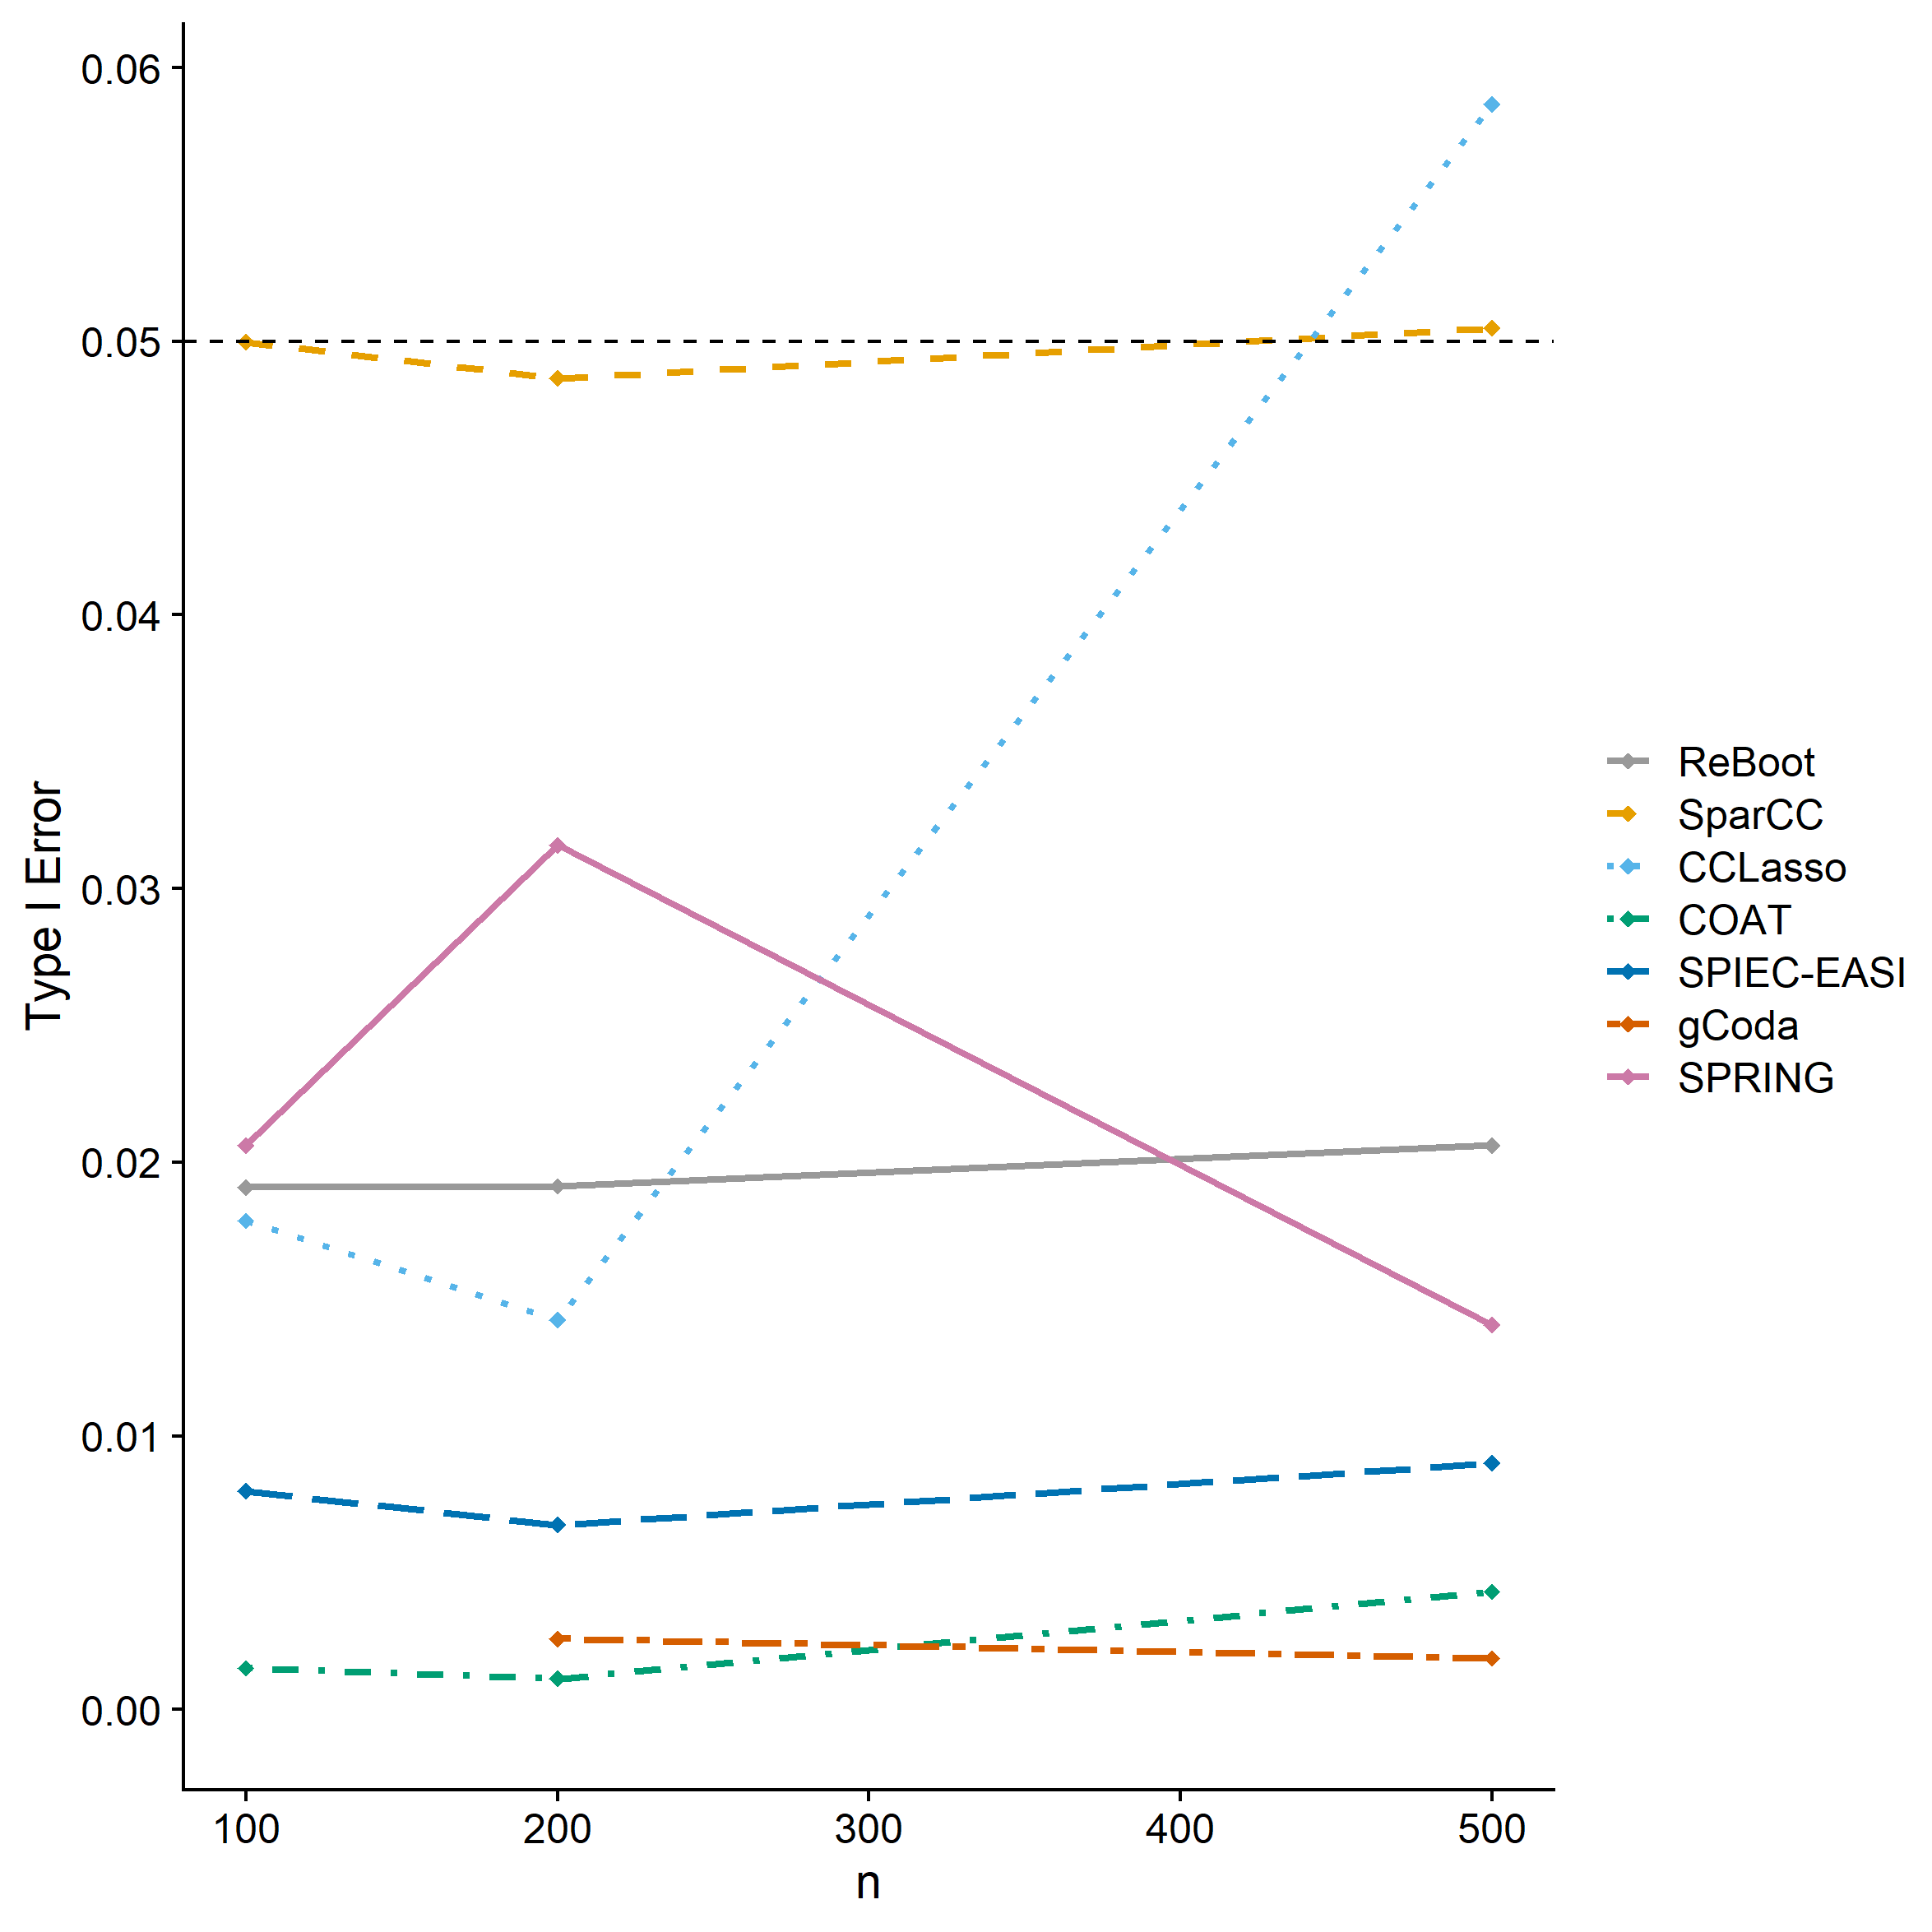 0.06
0.05
0.04
0.03
0.02
0.01
0.00
Type I Error
100 200 300 400 500
n
ReBoot
SparCC
CCLasso
COAT
SPIEC-EASI
gCoda
SPRING